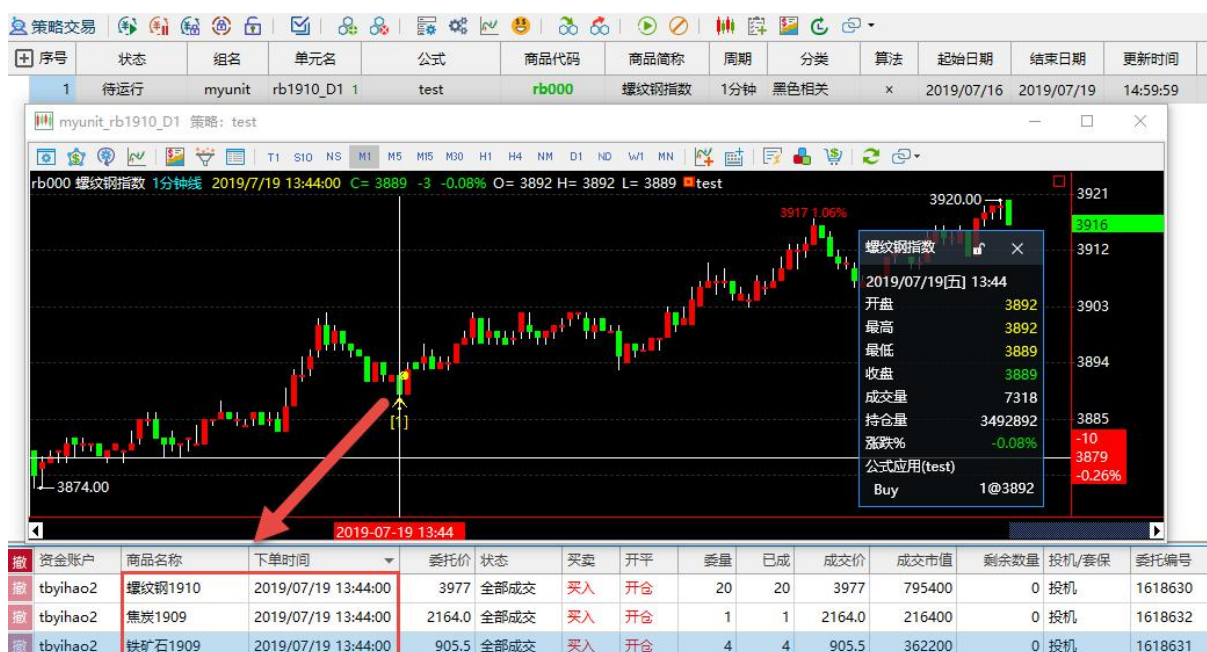 策略交易
序号 状态 组名 单元名 公式 商品代码 商品简称 周期 分类 算法 起始日期 结束日期 更新时间
1 待运行 myunit rb1910_D1 1 test rb000 螺纹钢指数 1分钟 黑色相关 × 2019/07/16 2019/07/19 14:59:59
myunit_rb1910_D1 策略: test
T1 S10 NS M1 M5 M15 M30 H1 H4 NM D1 ND W1 MN
rb000 螺纹钢指数 1分钟线 2019/7/19 13:44:00 C= 3889 -3 -0.08% O= 3892 H= 3892 L= 3889 test
3921
3920.00
3917 1.06%
3916
3912
3903
3894
3885
-10
3879
-0.26%
[1]
3874.00
螺纹钢指数
2019/07/19[五] 13:44
开盘 3892
最高 3892
最低 3889
收盘 3889
成交量 7318
持仓量 3492892
涨跌% -0.08%
公式应用(test)
Buy 1@3892
2019-07-19 13:44
撤 资金账户 商品名称 下单时间 委托价 状态 买卖 开平 委量 已成 成交价 成交市值 剩余数量 投机/套保 委托编号
撤 tbyihao2 螺纹钢1910 2019/07/19 13:44:00 3977 全部成交 买入 开仓 20 20 3977 795400 0 投机 1618630
撤 tbyihao2 焦炭1909 2019/07/19 13:44:00 2164.0 全部成交 买入 开仓 1 1 2164.0 216400 0 投机 1618632
撤 tbyihao2 铁矿石1909 2019/07/19 13:44:00 905.5 全部成交 买入 开仓 4 4 905.5 362200 0 投机 1618631